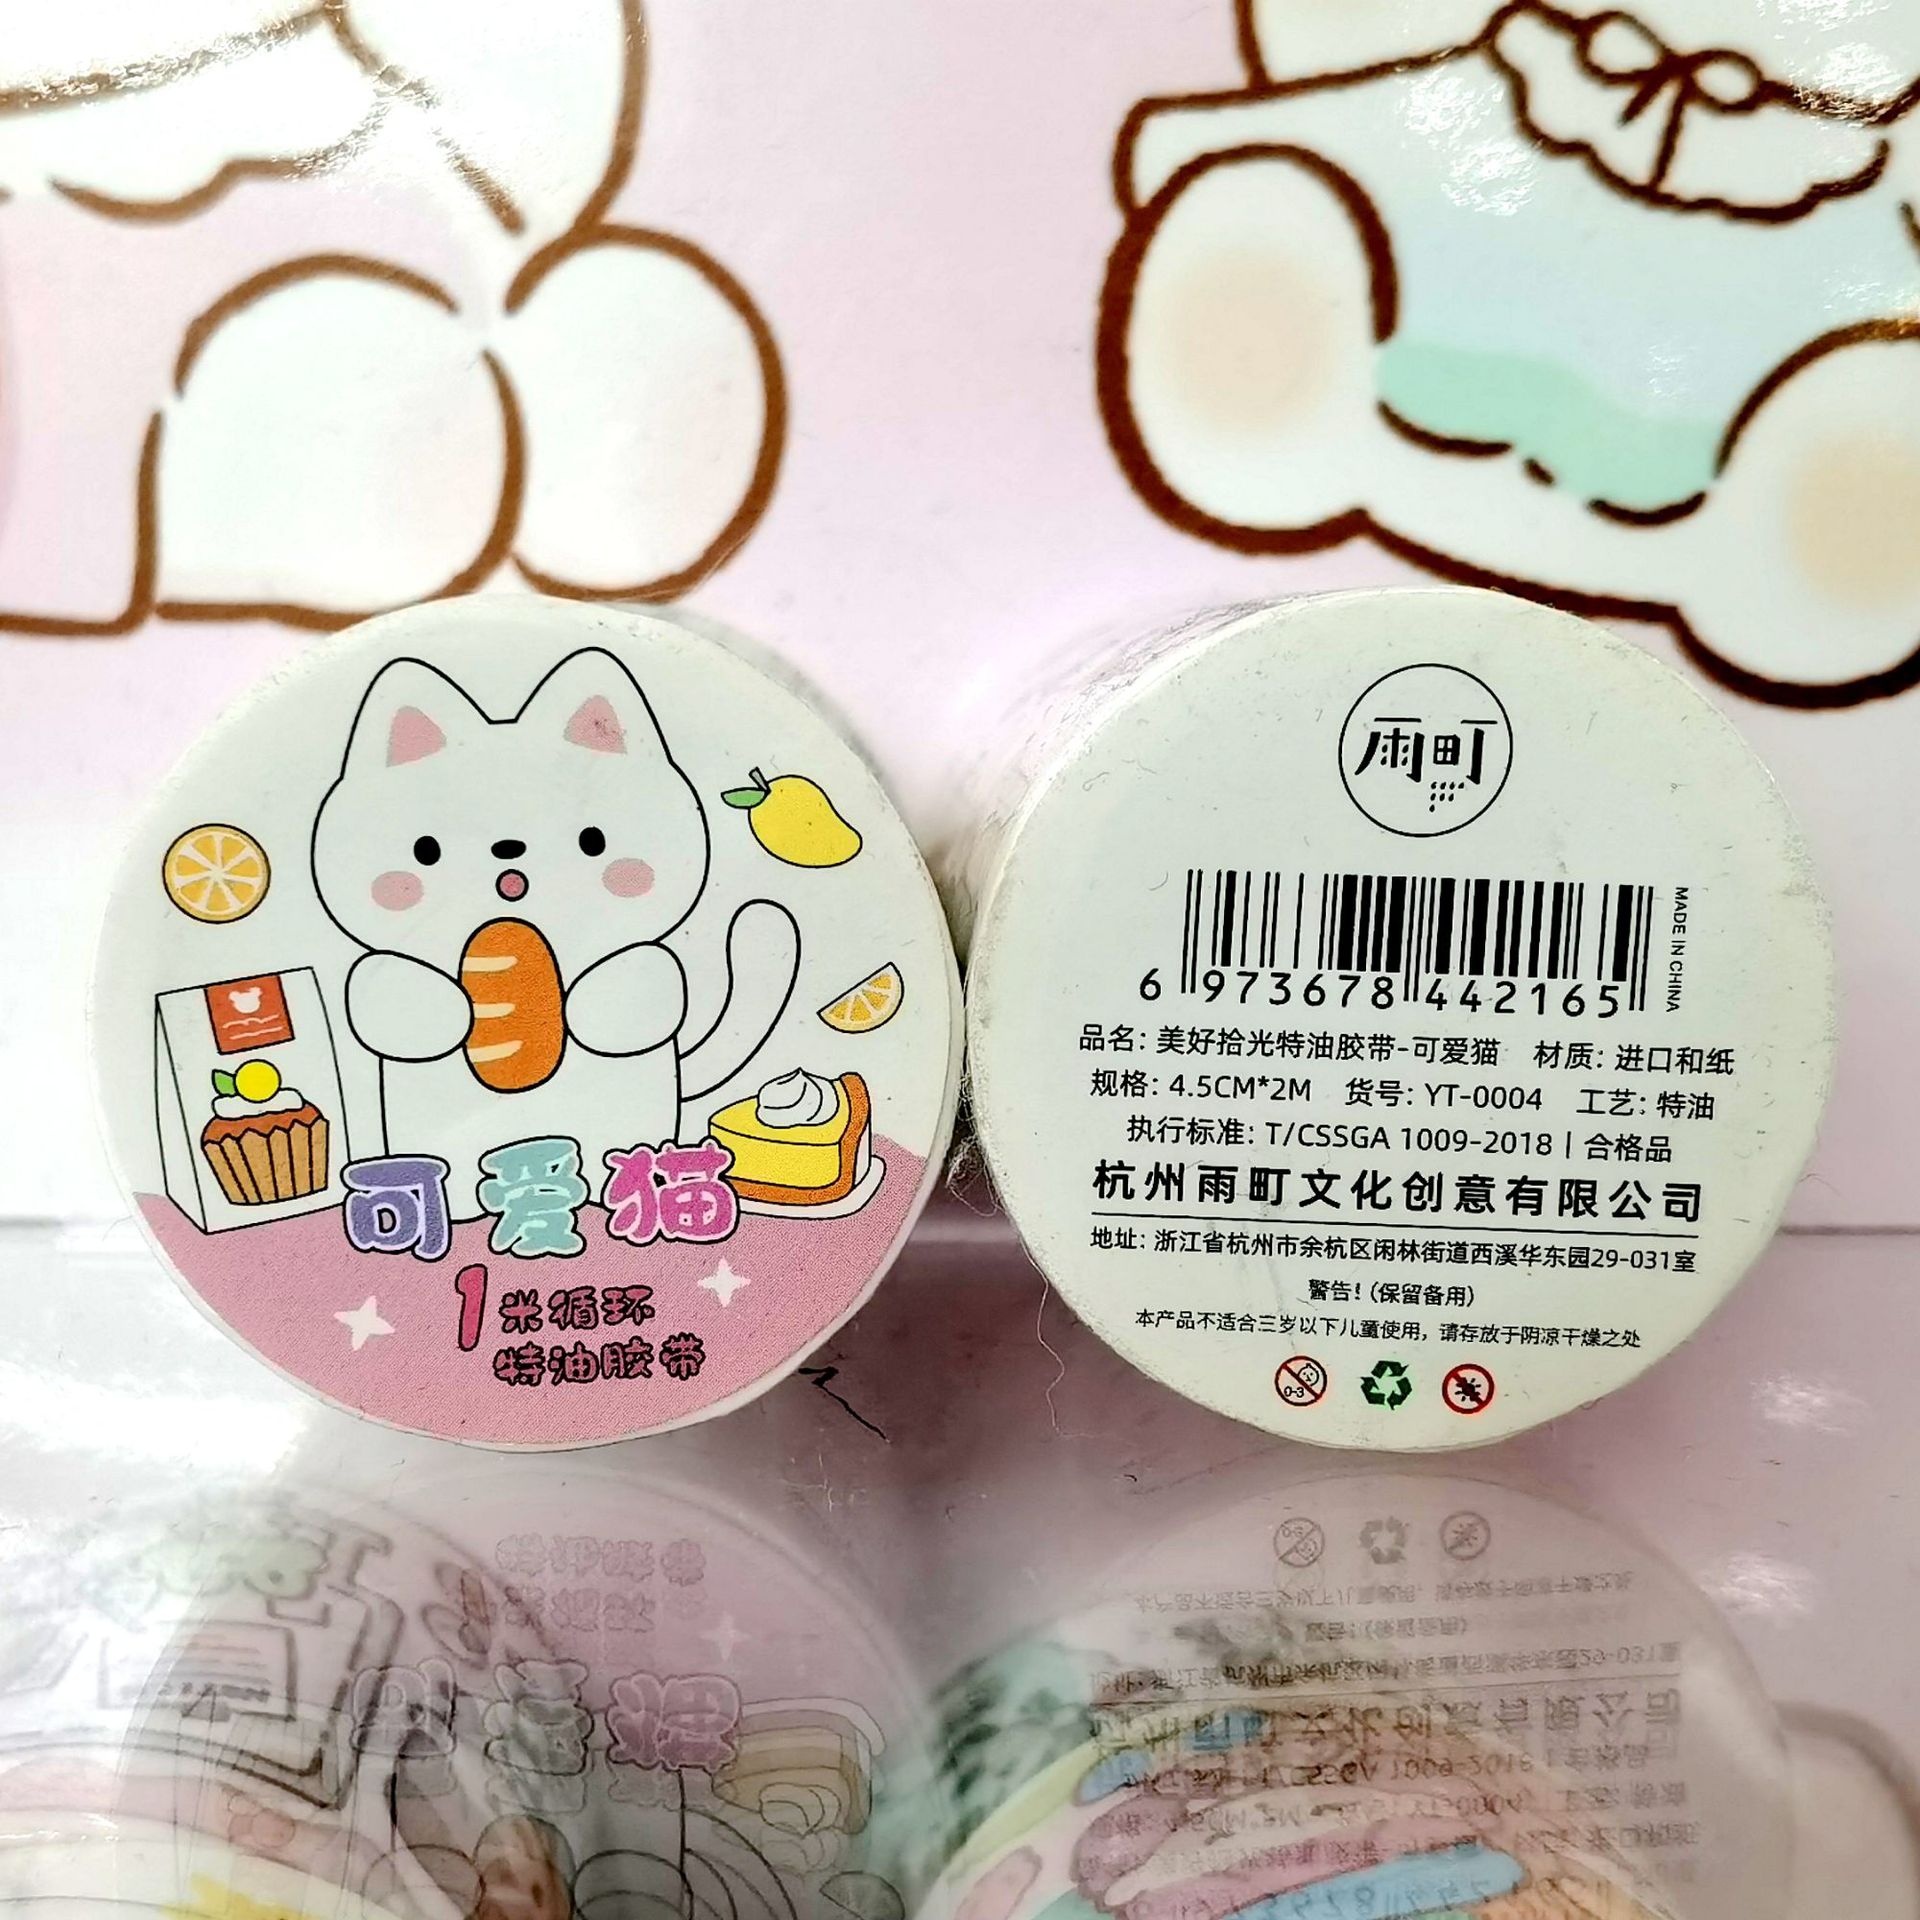 可爱猫
1米循环
特油胶带
雨町
MADE IN CHINA
6 973678 442165
品名: 美好拾光特油胶带-可爱猫 材质: 进口和纸
规格: 4.5CM*2M 货号: YT-0004 工艺: 特油
执行标准: T/CSSGA 1009-2018 | 合格品
杭州雨町文化创意有限公司
地址: 浙江省杭州市余杭区闲林街道西溪华东园29-031室
警告! (保留备用)
本产品不适合三岁以下儿童使用，请存放于阴凉干燥之处
0-3